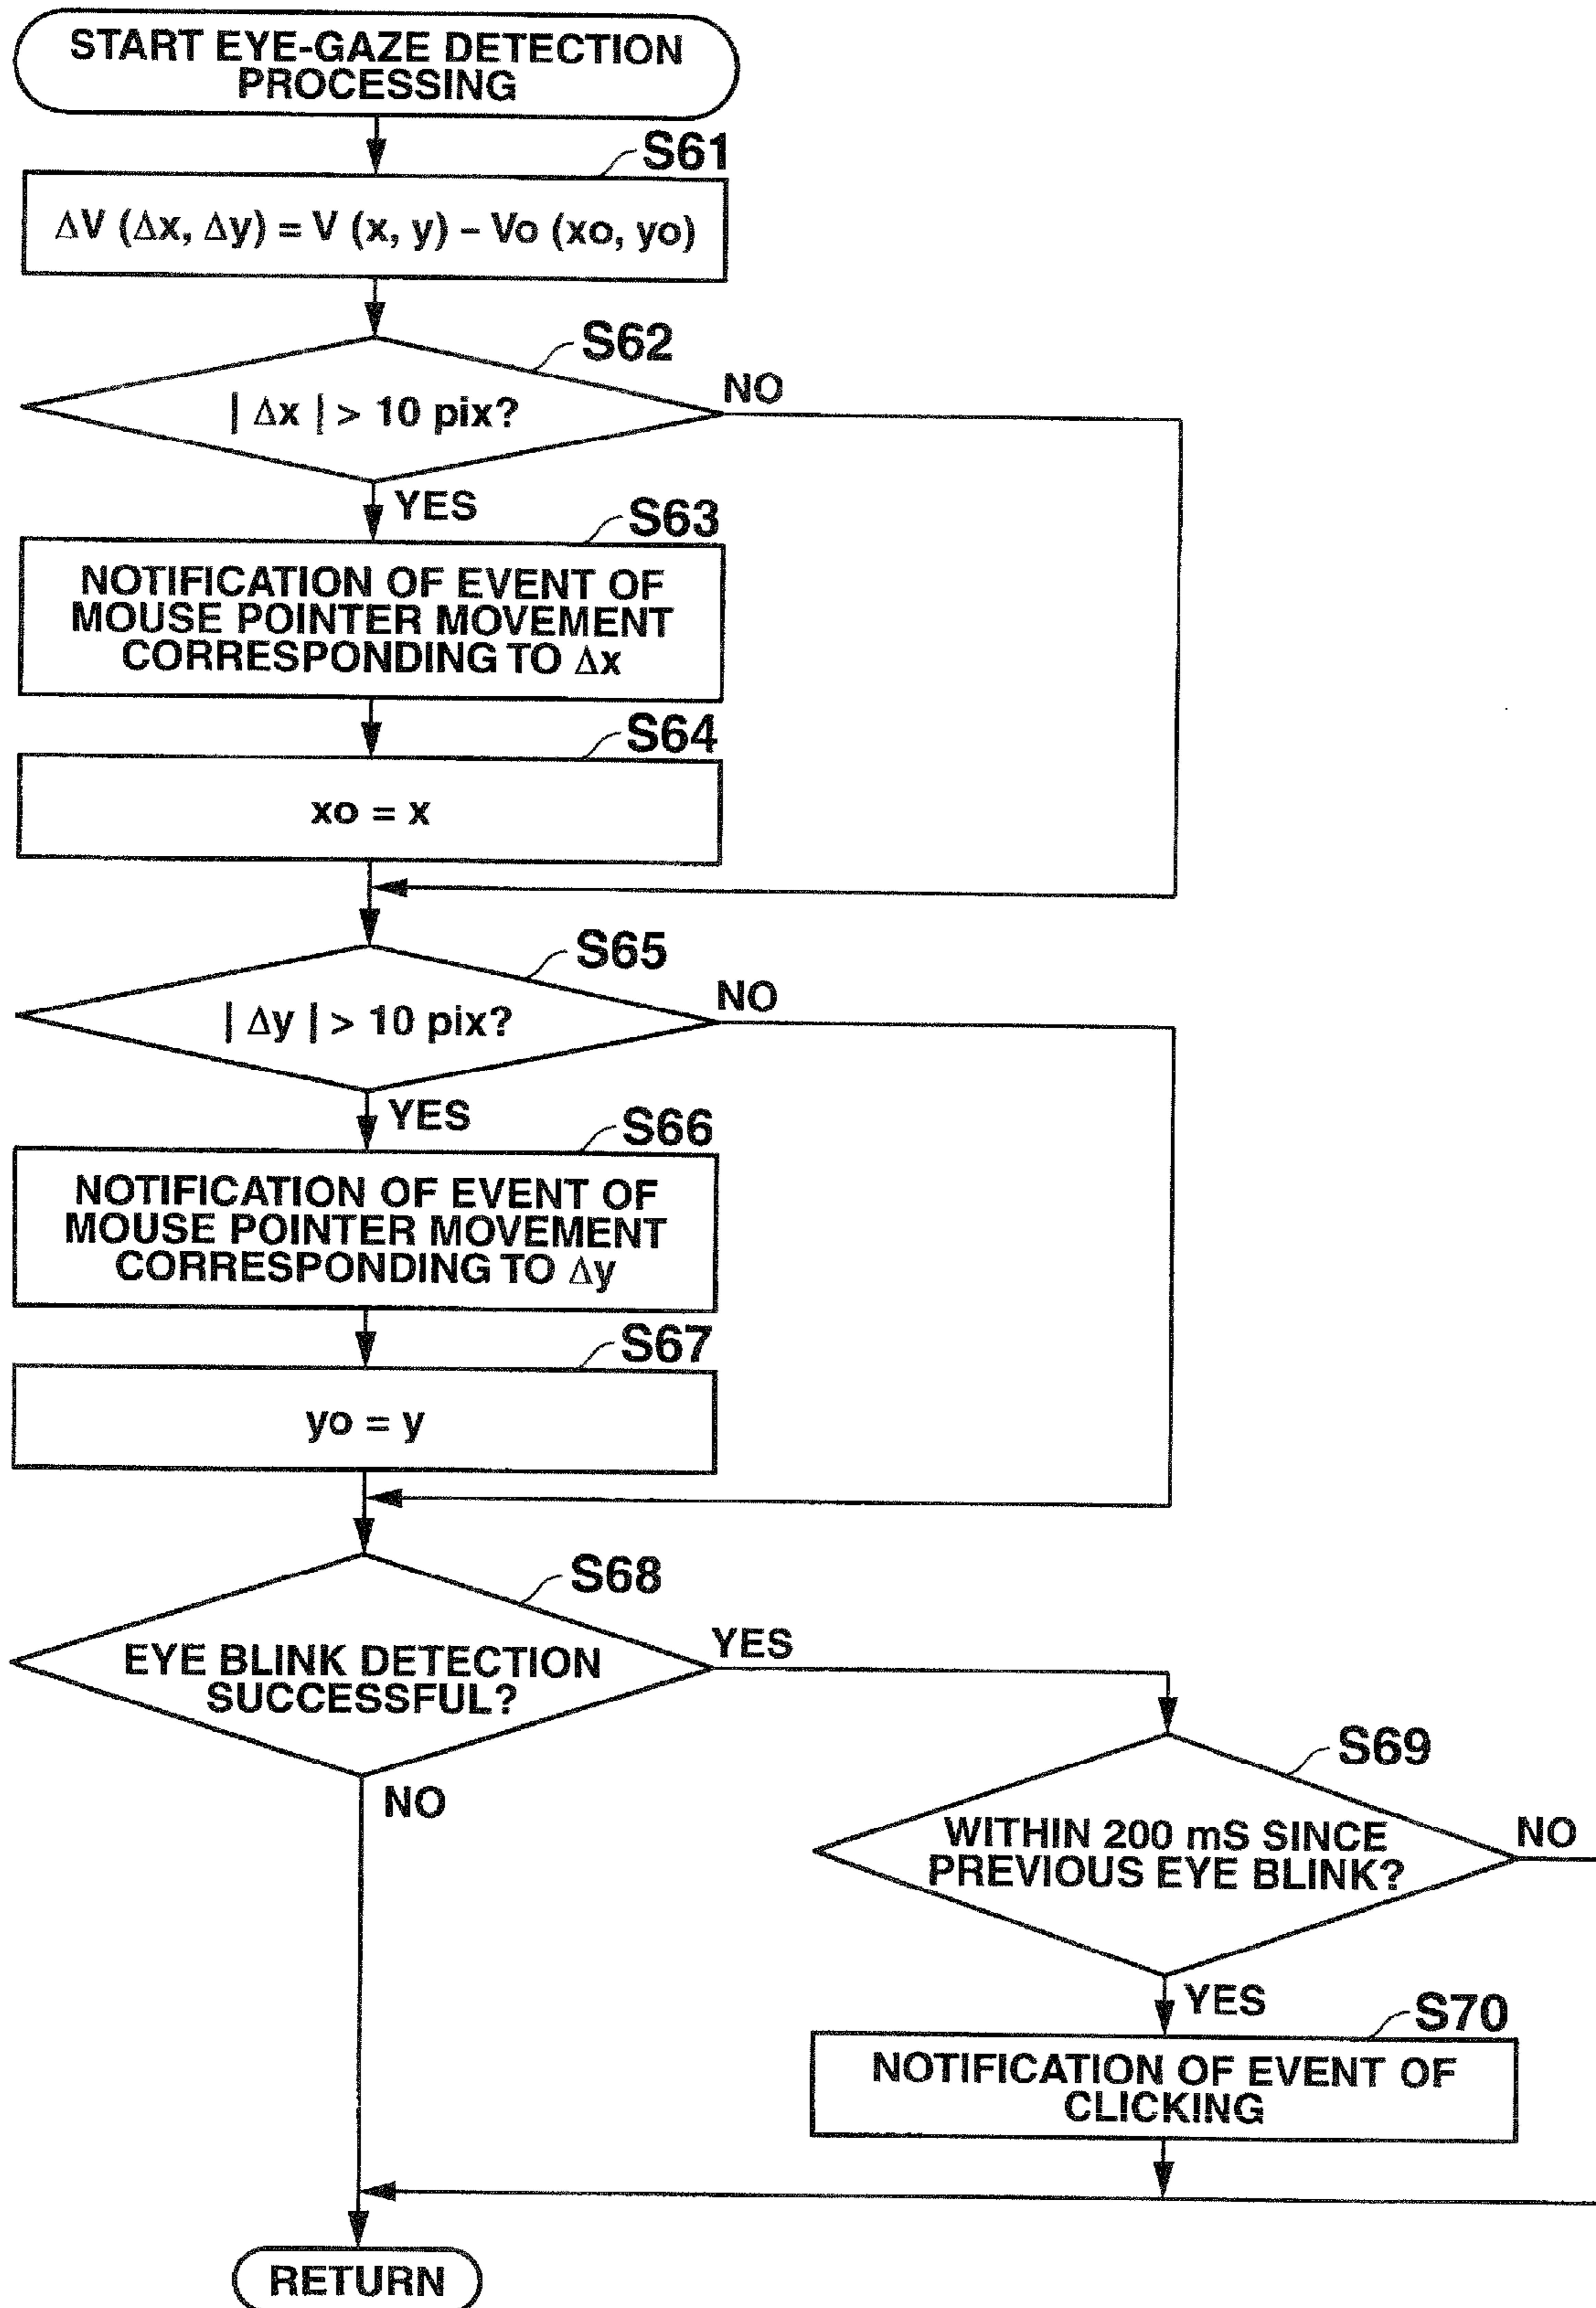 START EYE-GAZE DETECTION
PROCESSING
S61
ΔV (Δx, Δy) = V (x, y) – Vo (xo, yo)
S62
| Δx | > 10 pix?
NO
YES
S63
NOTIFICATION OF EVENT OF
MOUSE POINTER MOVEMENT
CORRESPONDING TO Δx
S64
xo = x
S65
| Δy | > 10 pix?
NO
YES
S66
NOTIFICATION OF EVENT OF
MOUSE POINTER MOVEMENT
CORRESPONDING TO Δy
S67
yo = y
S68
EYE BLINK DETECTION
SUCCESSFUL?
YES
NO
S69
WITHIN 200 mS SINCE
PREVIOUS EYE BLINK?
NO
YES
S70
NOTIFICATION OF EVENT OF
CLICKING
RETURN